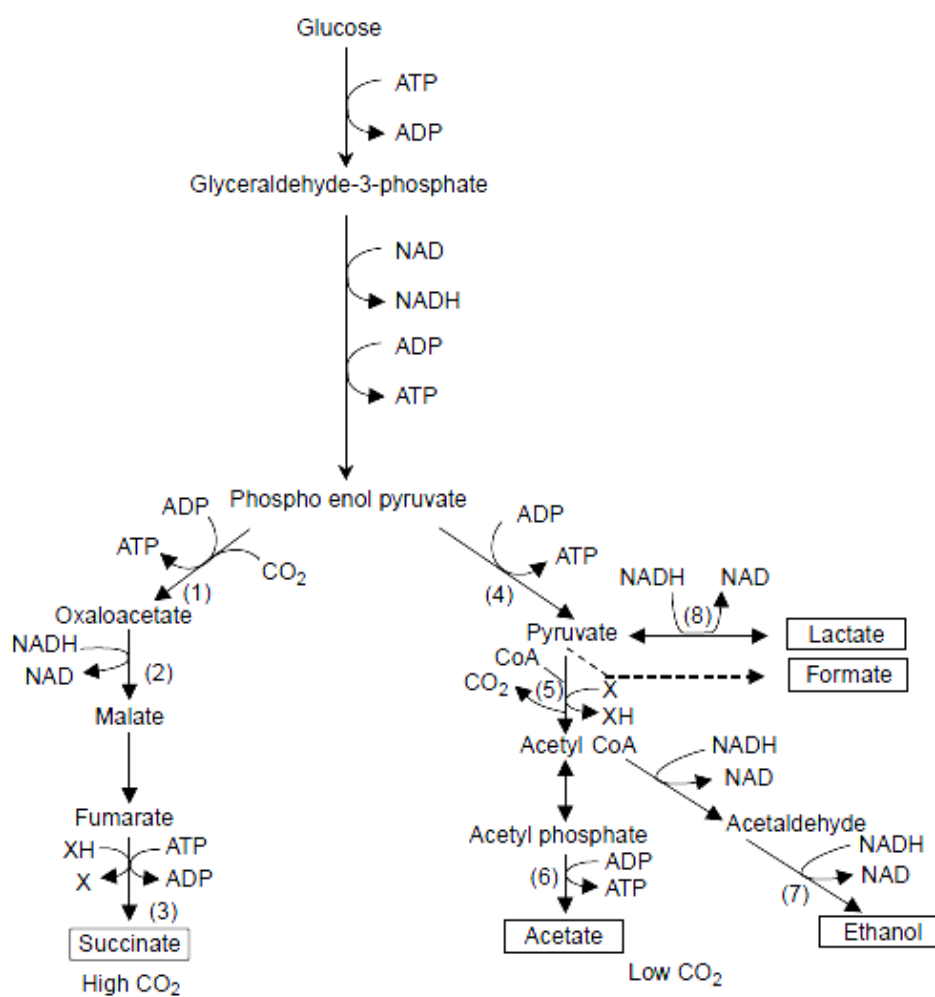 Glucose
ATP
ADP
Glyceraldehyde-3-phosphate
NAD
NADH
ADP
ATP
Phospho enol pyruvate
ADP
ATP
CO2
(1)
Oxaloacetate
NADH
NAD
(2)
Malate
Fumarate
XH
ATP
X
ADP
(3)
Succinate
High CO2
ADP
ATP
(4)
Pyruvate
NADH
NAD
(8)
Lactate
Formate
CoA
CO2
(5)
X
XH
Acetyl CoA
NADH
NAD
Acetyl phosphate
Acetaldehyde
ADP
(6)
ATP
NADH
NAD
(7)
Acetate
Ethanol
Low CO2